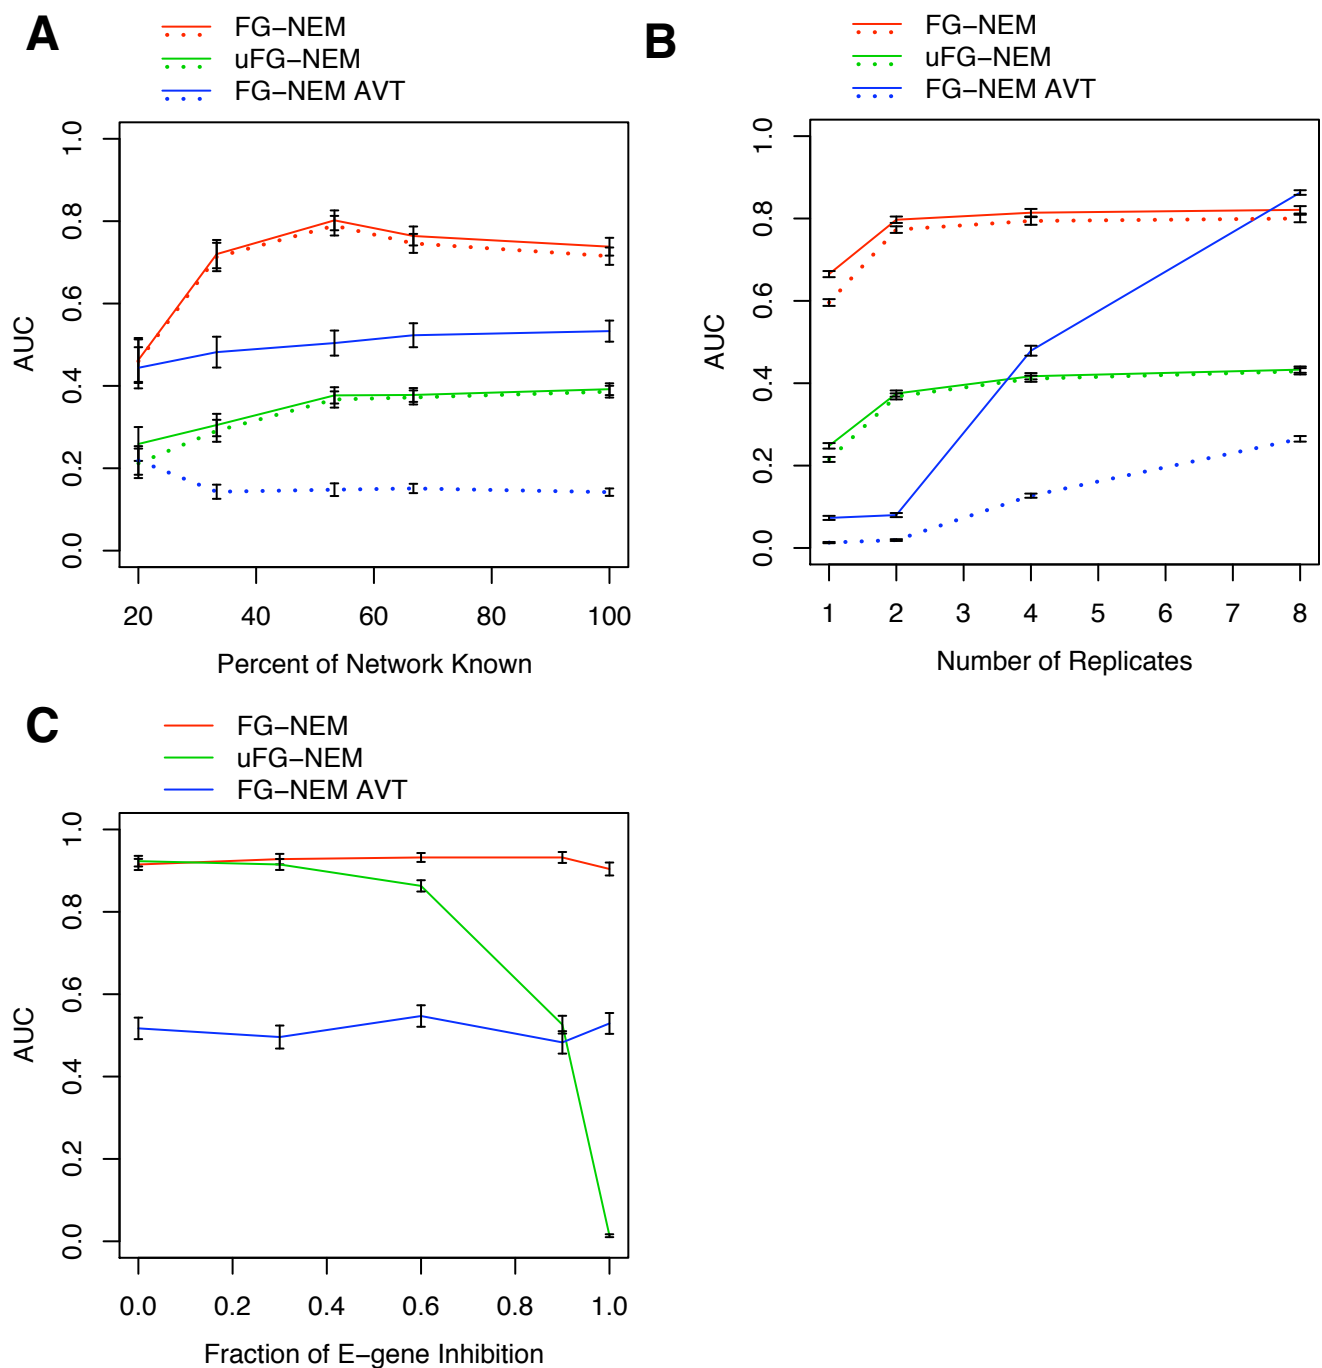 A
FG−NEM
uFG−NEM
FG−NEM AVT
1.0
0.8
0.6
0.4
0.2
0.0
AUC
20 40 60 80 100
Percent of Network Known
B
FG−NEM
uFG−NEM
FG−NEM AVT
1.0
0.8
0.6
0.4
0.2
0.0
AUC
1 2 3 4 5 6 7 8
Number of Replicates
C
FG−NEM
uFG−NEM
FG−NEM AVT
1.0
0.8
0.6
0.4
0.2
0.0
AUC
0.0 0.2 0.4 0.6 0.8 1.0
Fraction of E−gene Inhibition